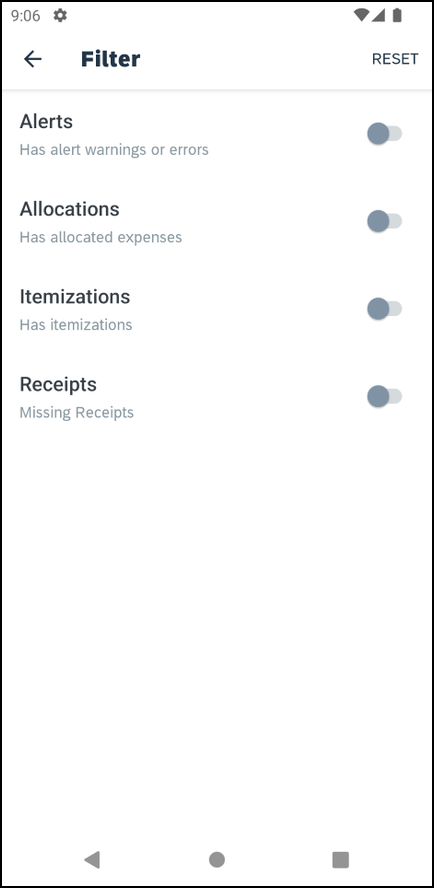 9:06
Filter
RESET
Alerts
Has alert warnings or errors
Allocations
Has allocated expenses
Itemizations
Has itemizations
Receipts
Missing Receipts